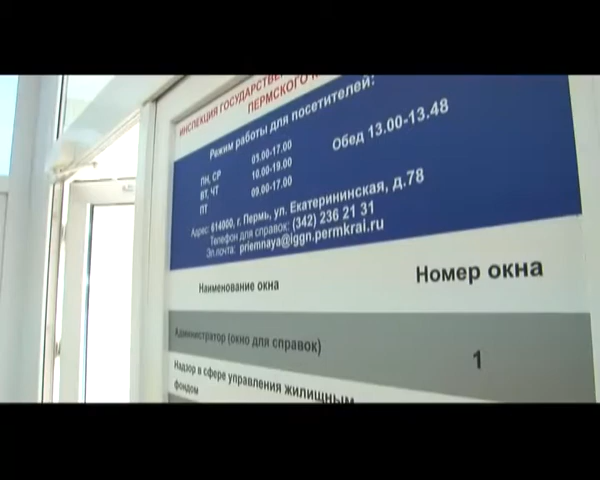 ИНСПЕКЦИЯ ГОСУДАРСТВЕ
ПЕРМСКОГО
Режим работы для посетителей:
ПН, СР 09.00-17.00 Обед 13.00-13.48
ВТ, ЧТ 10.00-19.00
ПТ 09.00-17.00
Адрес: 614000, г. Пермь, ул. Екатерининская, д.78
Телефон для справок: (342) 236 21 31
Эл.почта: priemnaya@iggn.permkrai.ru
Наименование окна Номер окна
Администратор (окно для справок) 1
Надзор в сфере управления жилищным
фондом